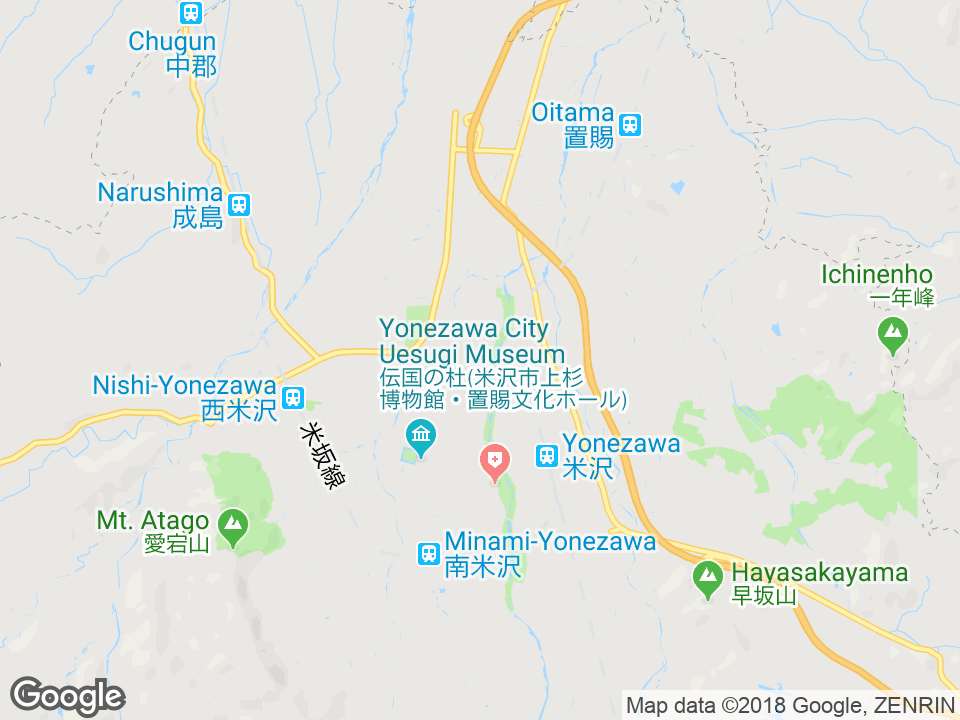 Chugun
中郡
Oitama
置賜
Narushima
成島
Ichinenho
一年峰
Yonezawa City
Uesugi Museum
伝国の杜(米沢市上杉
博物館・置賜文化ホール)
Nishi-Yonezawa
西米沢
米坂線
Yonezawa
米沢
Mt. Atago
愛宕山
Minami-Yonezawa
南米沢
Hayasakayama
早坂山
Google
Map data ©2018 Google, ZENRIN